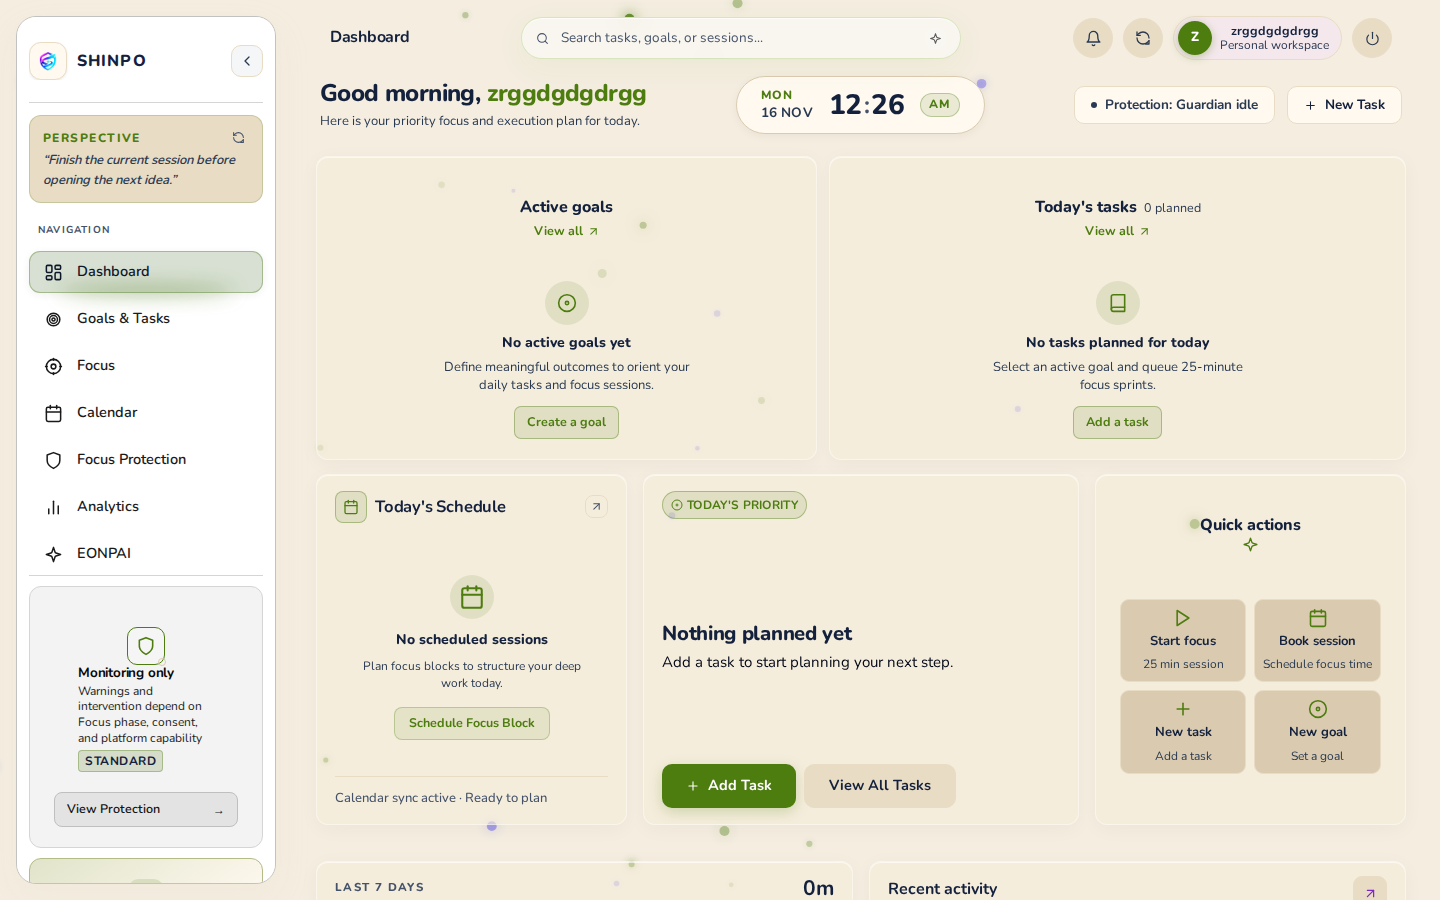 SHINPO
PERSPECTIVE
“Finish the current session before
opening the next idea.”
NAVIGATION
Dashboard
Goals & Tasks
Focus
Calendar
Focus Protection
Analytics
EONPAI
Monitoring only
Warnings and
intervention depend on
Focus phase, consent,
and platform capability
STANDARD
View Protection →
Dashboard
Search tasks, goals, or sessions...
Z
zrggdgdgdrgg
Personal workspace
Good morning, zrggdgdgdrgg
Here is your priority focus and execution plan for today.
MON
16 NOV
12:26
AM
Protection: Guardian idle
New Task
Active goals
View all
No active goals yet
Define meaningful outcomes to orient your
daily tasks and focus sessions.
Create a goal
Today's tasks 0 planned
View all
No tasks planned for today
Select an active goal and queue 25-minute
focus sprints.
Add a task
Today's Schedule
No scheduled sessions
Plan focus blocks to structure your deep
work today.
Schedule Focus Block
Calendar sync active · Ready to plan
TODAY'S PRIORITY
Nothing planned yet
Add a task to start planning your next step.
Add Task
View All Tasks
Quick actions
Start focus
25 min session
Book session
Schedule focus time
New task
Add a task
New goal
Set a goal
LAST 7 DAYS
0m
Recent activity